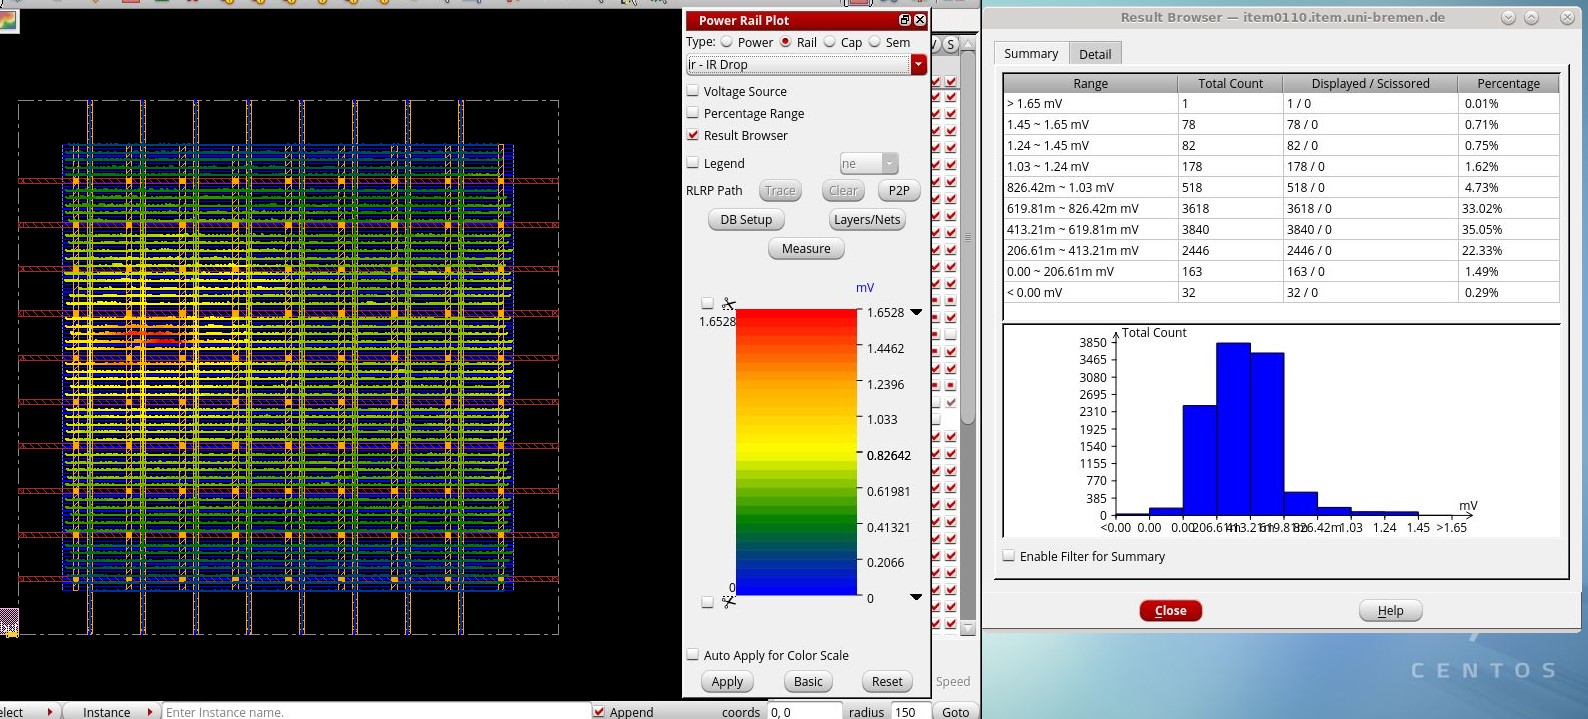 Power Rail Plot
Type: Power Rail Cap Sem
ir - IR Drop
Voltage Source
Percentage Range
Result Browser
Legend
ne
RLRP Path Trace Clear P2P
DB Setup Layers/Nets
Measure
mV
1.6528
1.6528
1.4462
1.2396
1.033
0.82642
0.61981
0.41321
0.2066
0
0
Auto Apply for Color Scale
Apply Basic Reset
V S
Speed
elect Instance Enter Instance name. Append coords 0, 0 radius 150 Goto
Result Browser — item0110.item.uni-bremen.de
Summary Detail
Range Total Count Displayed / Scissored Percentage
> 1.65 mV 1 1 / 0 0.01%
1.45 ~ 1.65 mV 78 78 / 0 0.71%
1.24 ~ 1.45 mV 82 82 / 0 0.75%
1.03 ~ 1.24 mV 178 178 / 0 1.62%
826.42m ~ 1.03 mV 518 518 / 0 4.73%
619.81m ~ 826.42m mV 3618 3618 / 0 33.02%
413.21m ~ 619.81m mV 3840 3840 / 0 35.05%
206.61m ~ 413.21m mV 2446 2446 / 0 22.33%
0.00 ~ 206.61m mV 163 163 / 0 1.49%
< 0.00 mV 32 32 / 0 0.29%
Total Count
3850
3465
3080
2695
2310
1925
1540
1155
770
385
0
mV
<0.00 0.00 1.03 1.24 1.45 >1.65
Enable Filter for Summary
Close Help
CENTOS